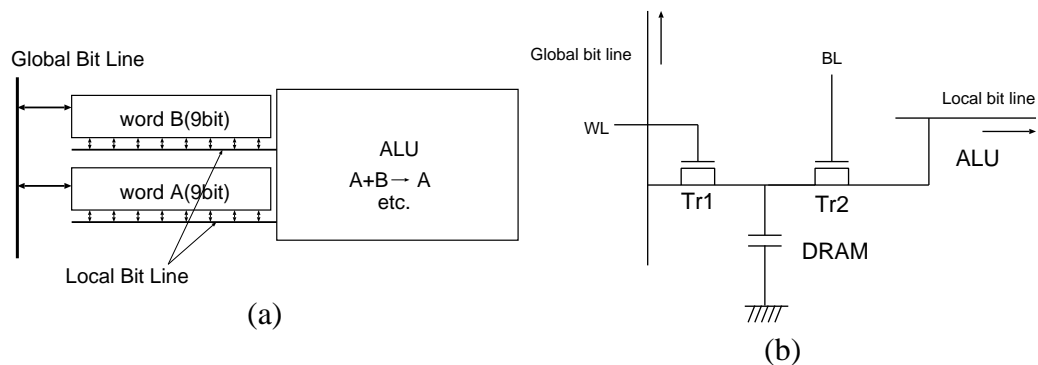 Global Bit Line
word B(9bit)
word A(9bit)
ALU
A+B→ A
etc.
Local Bit Line
(a)
Global bit line
BL
Local bit line
WL
ALU
Tr1
Tr2
DRAM
(b)